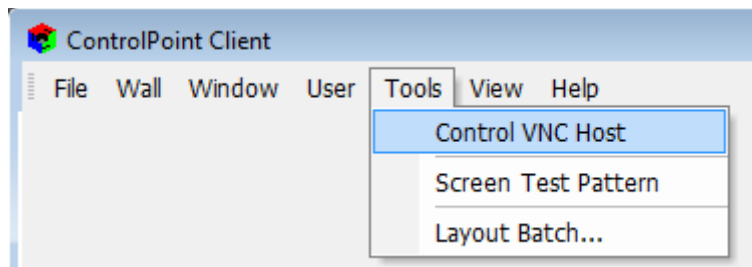 ControlPoint Client
File Wall Window User Tools View Help
Control VNC Host
Screen Test Pattern
Layout Batch...